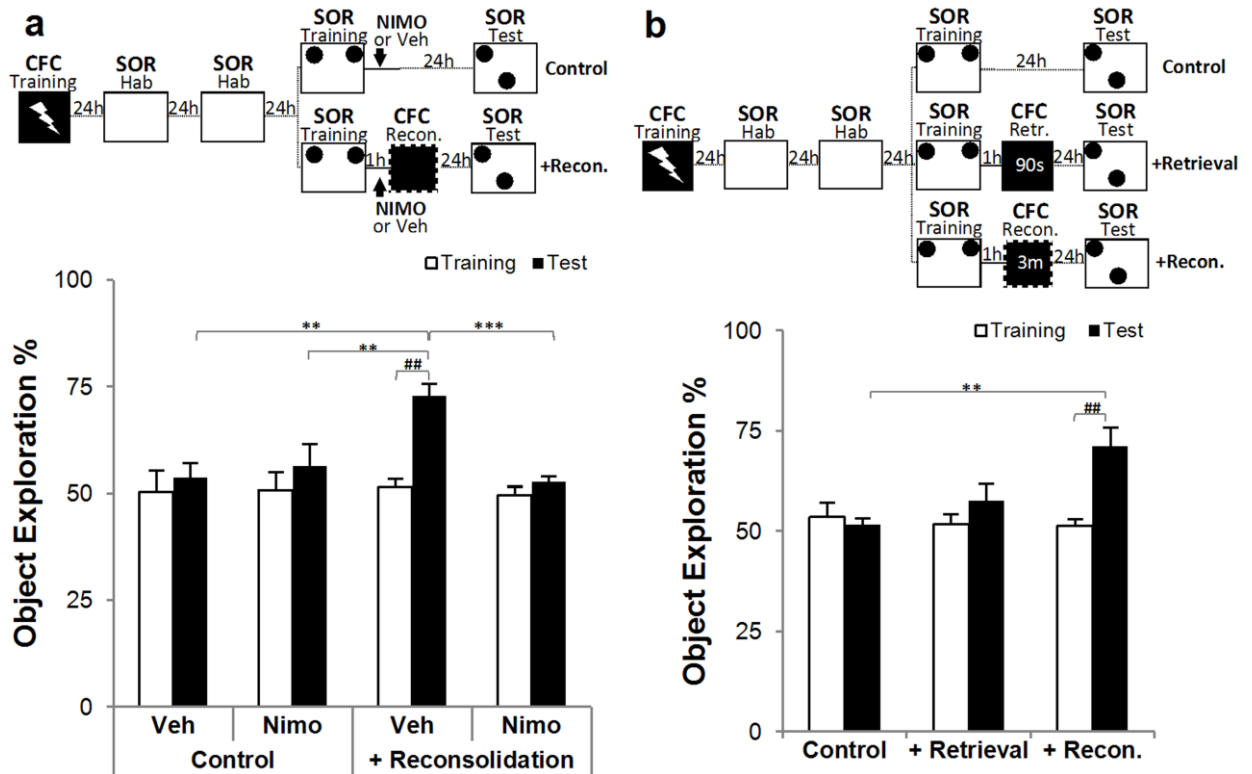 a
SOR
Training
NIMO
or Veh
SOR
Test
CFC
Training
SOR
Hab
SOR
Hab
24h
24h
24h
24h
Control
SOR
Training
CFC
Recon.
SOR
Test
1h
24h
+Recon.
NIMO
or Veh
Training Test
Object Exploration %
100
75
50
25
0
**
***
**
##
Veh Nimo Veh Nimo
Control + Reconsolidation
b
SOR
Training
SOR
Test
24h
Control
CFC
Training
SOR
Hab
SOR
Hab
24h
24h
24h
SOR
Training
CFC
Retr.
SOR
Test
1h
90s
24h
+Retrieval
SOR
Training
CFC
Recon.
SOR
Test
1h
3m
24h
+Recon.
Training Test
Object Exploration %
100
75
50
25
0
**
##
Control + Retrieval + Recon.